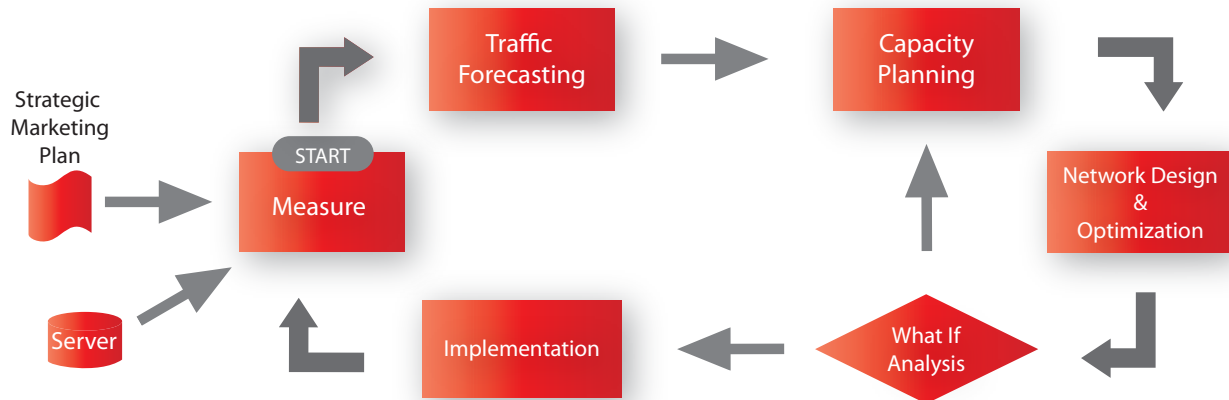 Strategic
Marketing
Plan
Server
START
Measure
Traffic
Forecasting
Capacity
Planning
Network Design
&
Optimization
What If
Analysis
Implementation